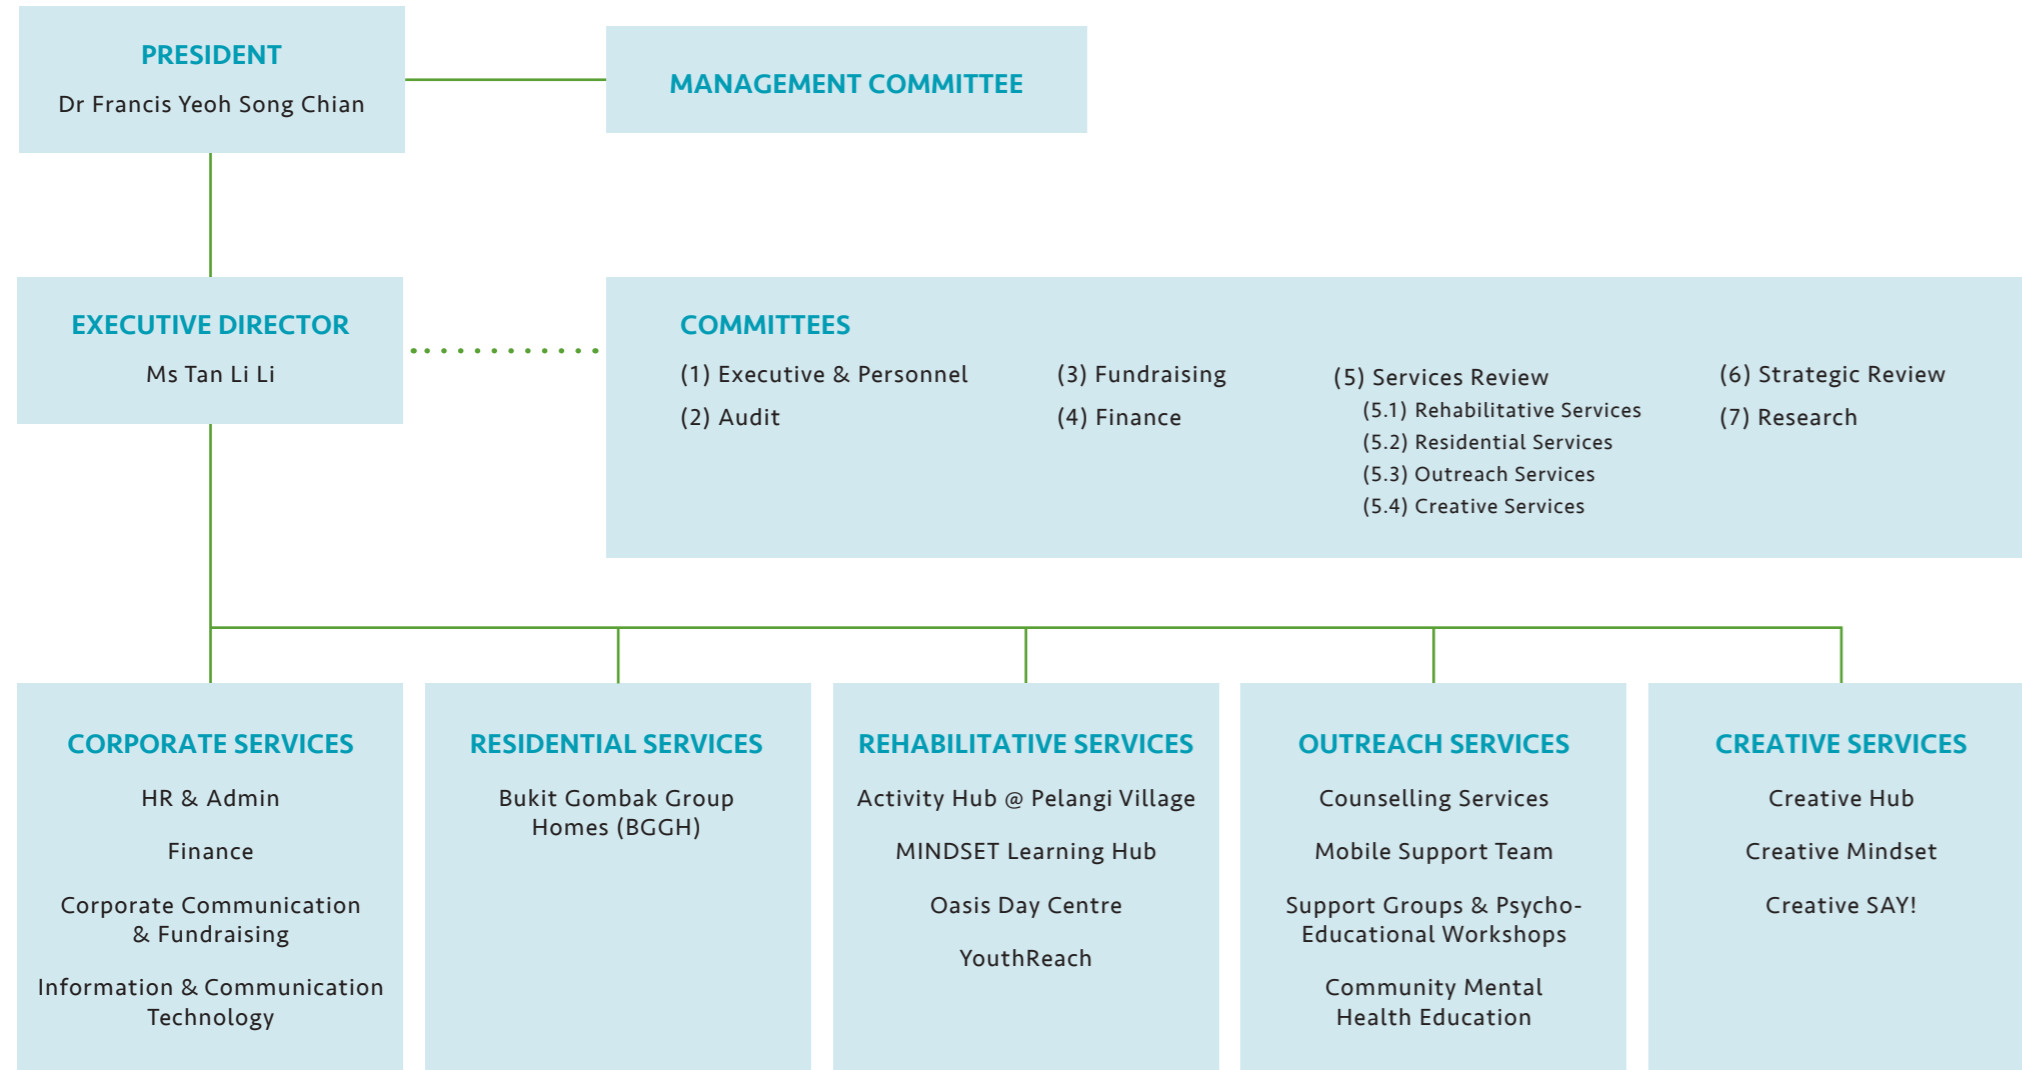 PRESIDENT
Dr Francis Yeoh Song Chian
MANAGEMENT COMMITTEE
EXECUTIVE DIRECTOR
Ms Tan Li Li
COMMITTEES
(1) Executive & Personnel
(2) Audit
(3) Fundraising
(4) Finance
(5) Services Review
(5.1) Rehabilitative Services
(5.2) Residential Services
(5.3) Outreach Services
(5.4) Creative Services
(6) Strategic Review
(7) Research
CORPORATE SERVICES
HR & Admin
Finance
Corporate Communication
& Fundraising
Information & Communication
Technology
RESIDENTIAL SERVICES
Bukit Gombak Group
Homes (BGGH)
REHABILITATIVE SERVICES
Activity Hub @ Pelangi Village
MINDSET Learning Hub
Oasis Day Centre
YouthReach
OUTREACH SERVICES
Counselling Services
Mobile Support Team
Support Groups & Psycho-
Educational Workshops
Community Mental
Health Education
CREATIVE SERVICES
Creative Hub
Creative Mindset
Creative SAY!